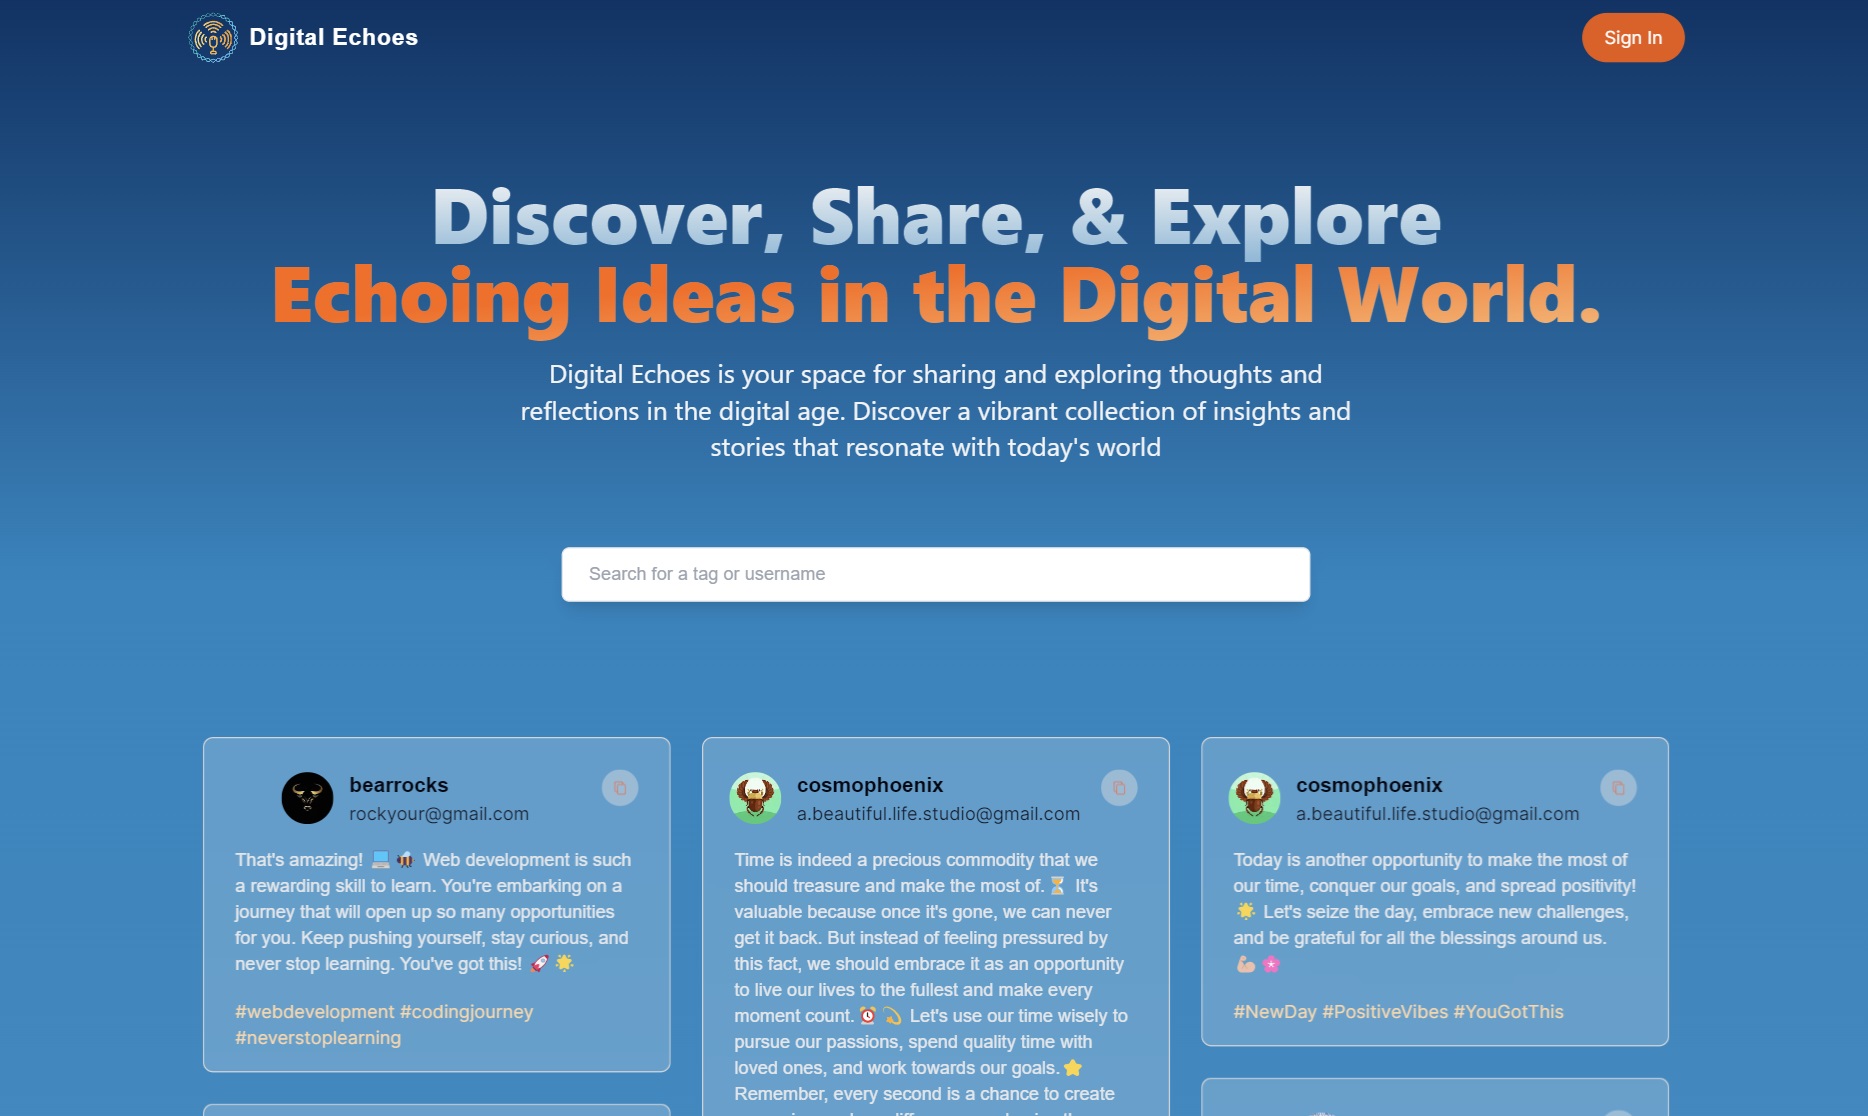 Digital Echoes
Sign In
Discover, Share, & Explore
Echoing Ideas in the Digital World.
Digital Echoes is your space for sharing and exploring thoughts and
reflections in the digital age. Discover a vibrant collection of insights and
stories that resonate with today's world
Search for a tag or username
bearrocks
rockyour@gmail.com
That's amazing! 💻 🐝 Web development is such
a rewarding skill to learn. You're embarking on a
journey that will open up so many opportunities
for you. Keep pushing yourself, stay curious, and
never stop learning. You've got this! 🚀 🌟
#webdevelopment #codingjourney
#neverstoplearning
cosmophoenix
a.beautiful.life.studio@gmail.com
Time is indeed a precious commodity that we
should treasure and make the most of. ⏳ It's
valuable because once it's gone, we can never
get it back. But instead of feeling pressured by
this fact, we should embrace it as an opportunity
to live our lives to the fullest and make every
moment count. ⏰ 💫 Let's use our time wisely to
pursue our passions, spend quality time with
loved ones, and work towards our goals. ⭐
Remember, every second is a chance to create
cosmophoenix
a.beautiful.life.studio@gmail.com
Today is another opportunity to make the most of
our time, conquer our goals, and spread positivity!
🌟 Let's seize the day, embrace new challenges,
and be grateful for all the blessings around us.
💪🏼 🌸
#NewDay #PositiveVibes #YouGotThis